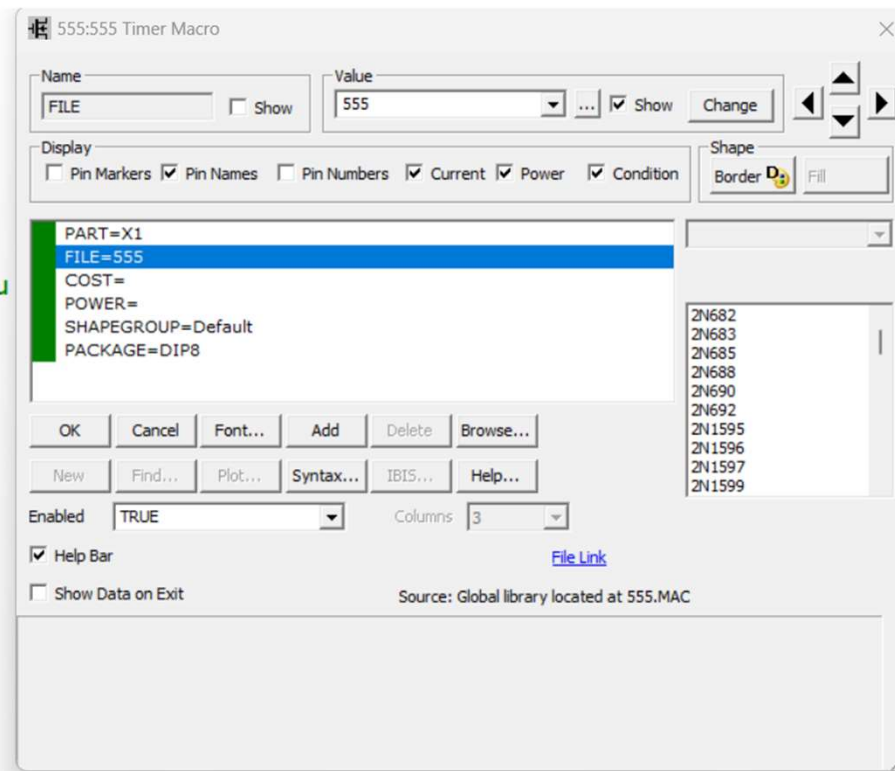 555:555 Timer Macro
Name
Value
FILE
Show
555
...
Show
Change
Display
Shape
Pin Markers
Pin Names
Pin Numbers
Current
Power
Condition
Border
Fill
PART=X1
FILE=555
COST=
POWER=
SHAPEGROUP=Default
PACKAGE=DIP8
u
2N682
2N683
2N685
2N688
2N690
2N692
2N1595
2N1596
2N1597
2N1599
OK
Cancel
Font...
Add
Delete
Browse...
New
Find...
Plot...
Syntax...
IBIS...
Help...
Enabled
TRUE
Columns
3
Help Bar
File Link
Show Data on Exit
Source: Global library located at 555.MAC